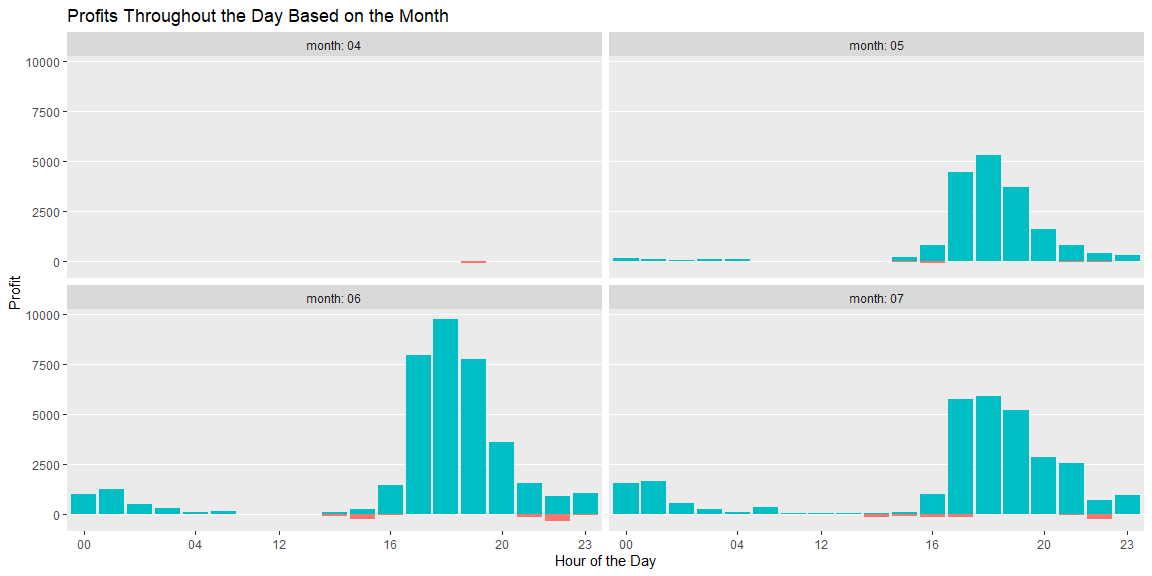 Profits Throughout the Day Based on the Month
month: 04
month: 05
10000
7500
5000
2500
0
Profit
month: 06
month: 07
10000
7500
5000
2500
0
00 04 12 16 20 23 00 04 12 16 20 23
Hour of the Day